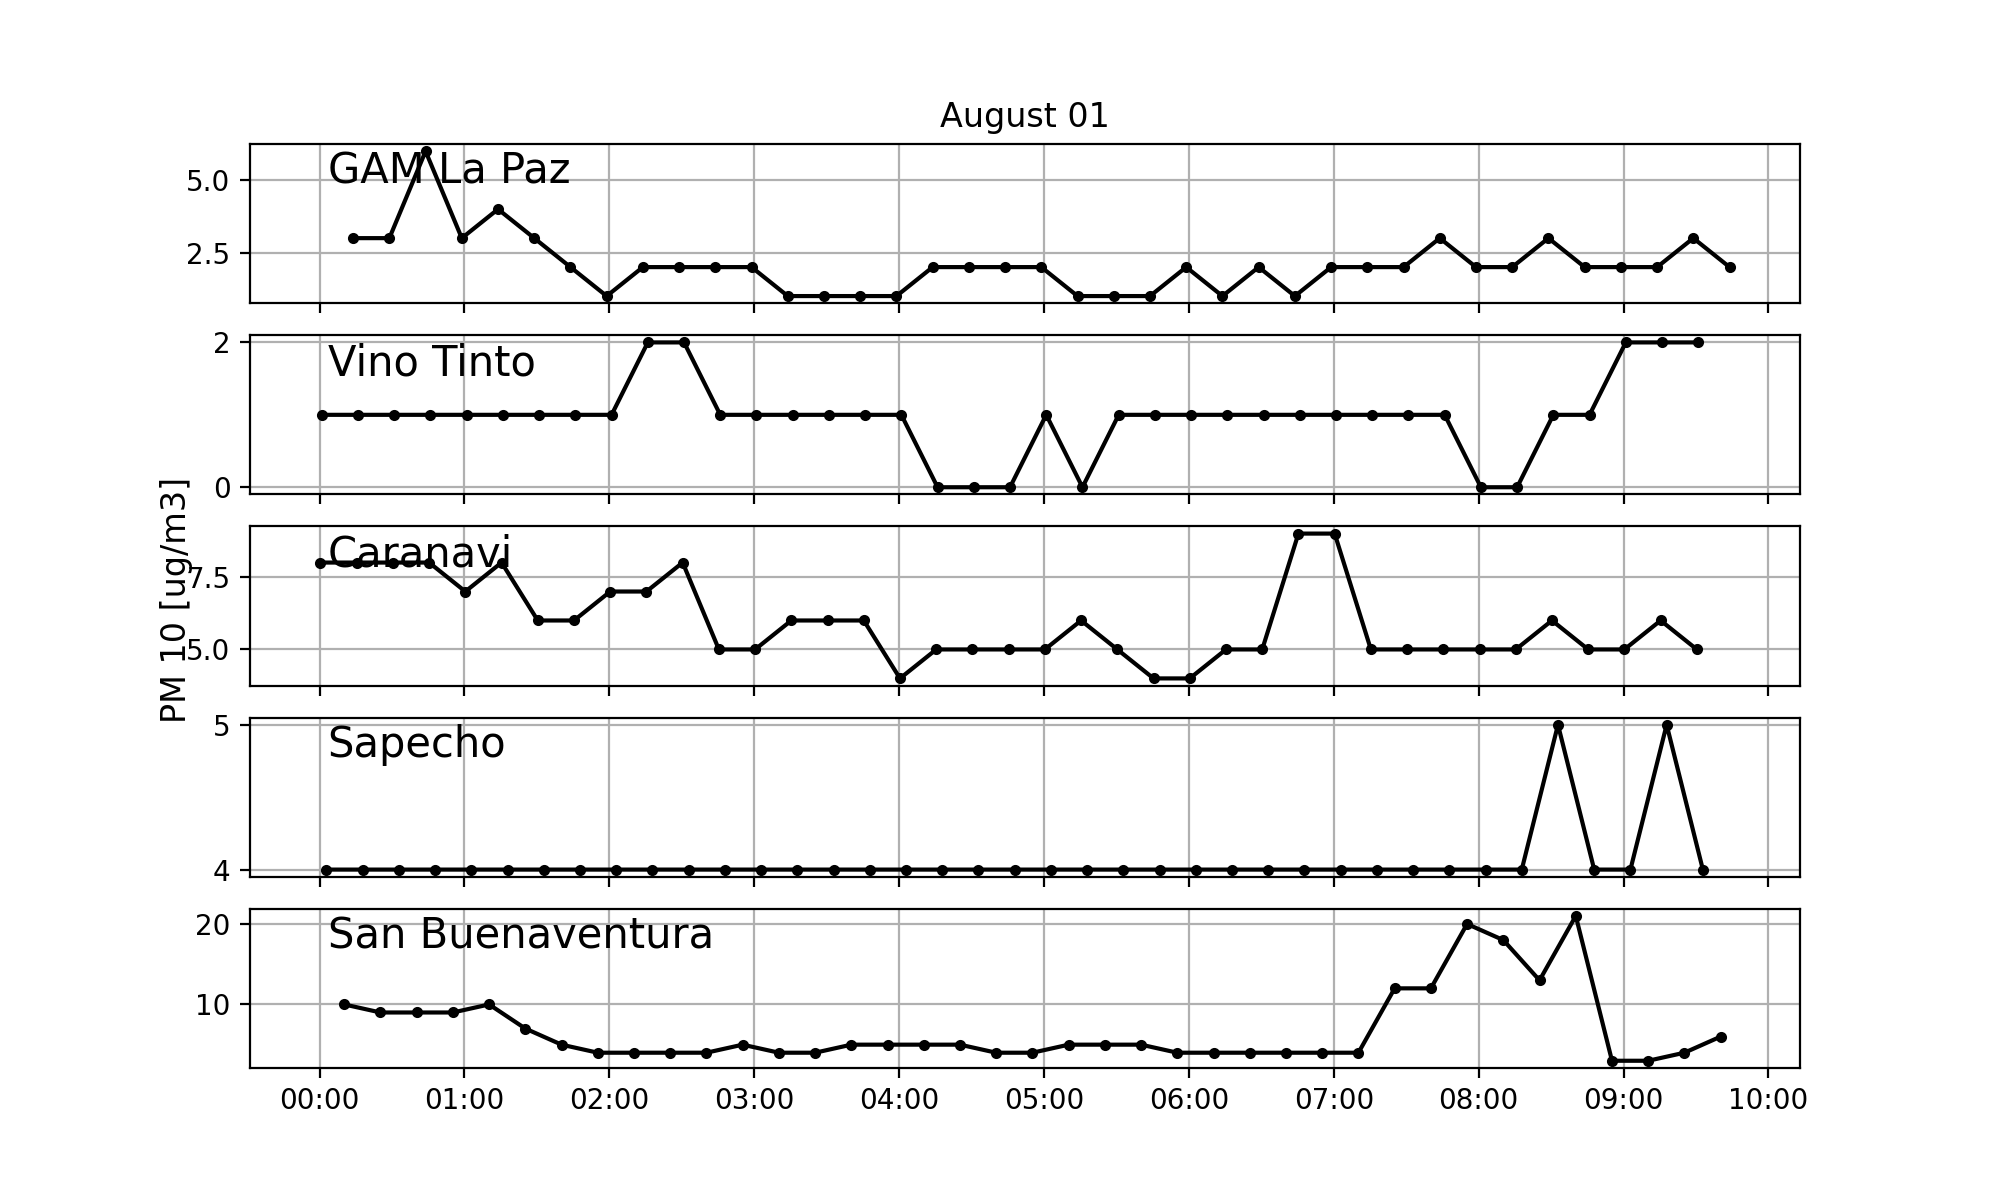 August 01
PM 10 [ug/m3]
GAM La Paz
5.0
2.5
Vino Tinto
2
0
Caranavi
7.5
5.0
Sapecho
5
4
San Buenaventura
20
10
00:00 01:00 02:00 03:00 04:00 05:00 06:00 07:00 08:00 09:00 10:00